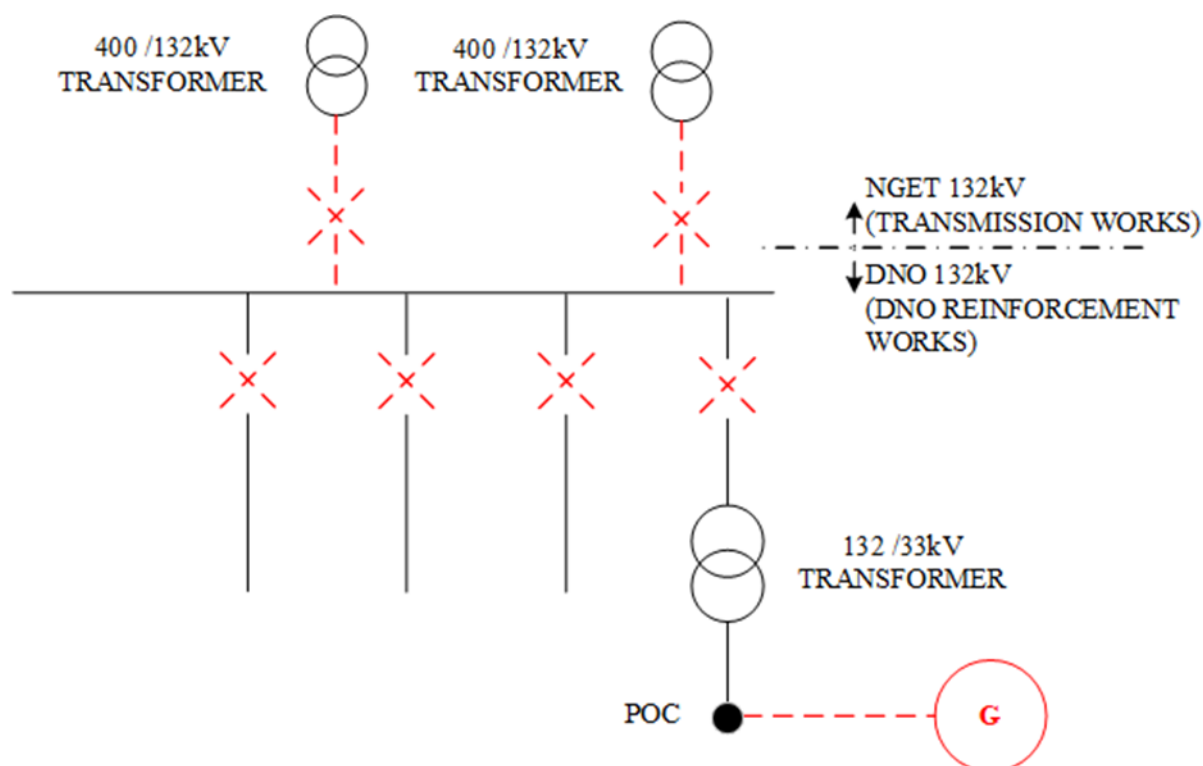 400 /132kV
TRANSFORMER
400 /132kV
TRANSFORMER
NGET 132kV
(TRANSMISSION WORKS)
DNO 132kV
(DNO REINFORCEMENT
WORKS)
132 /33kV
TRANSFORMER
POC
G